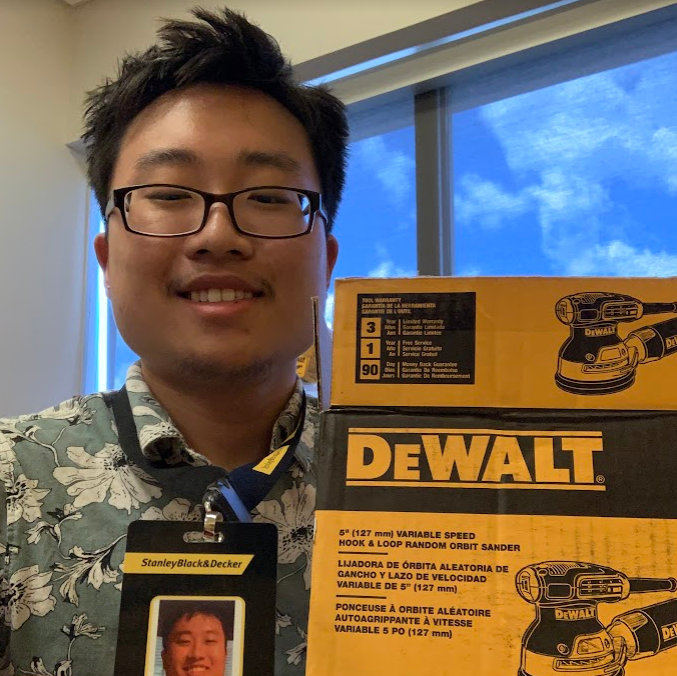 TOOL WARRANTY
GARANTÍA DE LA HERRAMIENTA
GARANTIE DE L'OUTIL
3 Year Limited Warranty
Años Garantía Limitada
Ans Garantie Limitée
1 Year Free Service
Año Servicio Gratuito
An Service Gratuit
90 Day Money Back Guarantee
Días Garantía De Reembolso
Jours Garantie De Remboursement
DEWALT
DEWALT®
5" (127 mm) VARIABLE SPEED
HOOK & LOOP RANDOM ORBIT SANDER
LIJADORA DE ÓRBITA ALEATORIA DE
GANCHO Y LAZO DE VELOCIDAD
VARIABLE DE 5" (127 mm)
PONCEUSE À ORBITE ALÉATOIRE
AUTOAGRIPPANTE À VITESSE
VARIABLE 5 PO (127 mm)
DEWALT
StanleyBlack&Decker